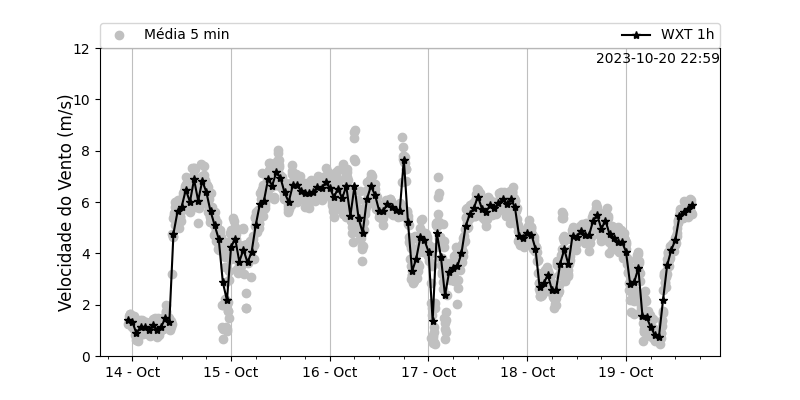 Média 5 min
WXT 1h
2023-10-20 22:59
Velocidade do Vento (m/s)
12
10
8
6
4
2
0
14 - Oct
15 - Oct
16 - Oct
17 - Oct
18 - Oct
19 - Oct